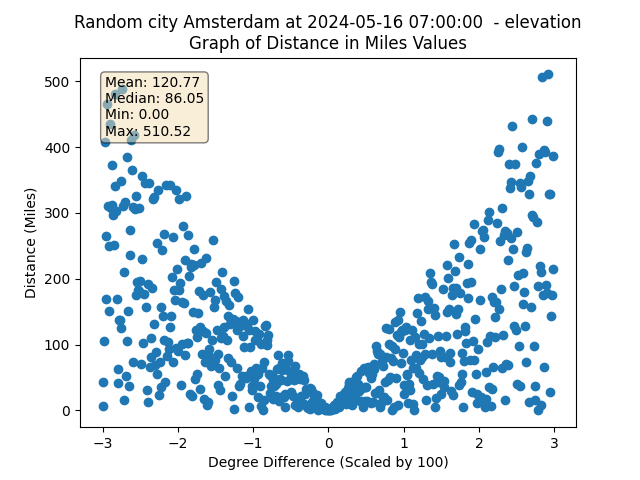 Random city Amsterdam at 2024-05-16 07:00:00  - elevation
Graph of Distance in Miles Values
Mean: 120.77
Median: 86.05
Min: 0.00
Max: 510.52
Distance (Miles)
500
400
300
200
100
0
−3 −2 −1 0 1 2 3
Degree Difference (Scaled by 100)